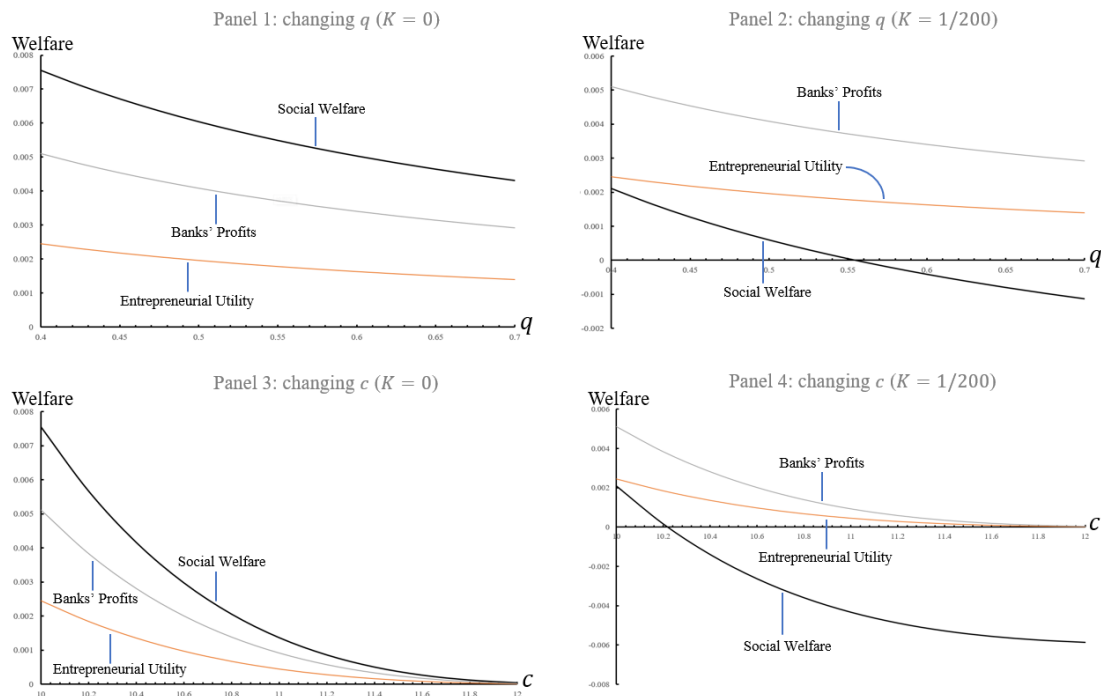 Panel 1: changing q (K = 0)
Welfare
0.008
0.007
0.006
0.005
0.004
0.003
0.002
0.001
0
0.4
0.45
0.5
0.55
0.6
0.65
0.7
q
Social Welfare
Banks' Profits
Entrepreneurial Utility
Panel 2: changing q (K = 1/200)
Welfare
0.006
0.005
0.004
0.003
0.002
0.001
0
-0.001
-0.002
0.4
0.45
0.5
0.55
0.6
0.65
0.7
q
Banks' Profits
Entrepreneurial Utility
Social Welfare
Panel 3: changing c (K = 0)
Welfare
0.008
0.007
0.006
0.005
0.004
0.003
0.002
0.001
0
10
10.2
10.4
10.6
10.8
11
11.2
11.4
11.6
11.8
12
c
Social Welfare
Banks' Profits
Entrepreneurial Utility
Panel 4: changing c (K = 1/200)
Welfare
0.006
0.004
0.002
0
-0.002
-0.004
-0.006
-0.008
10
10.2
10.4
10.6
10.8
11
11.2
11.4
11.6
11.8
12
c
Banks' Profits
Entrepreneurial Utility
Social Welfare